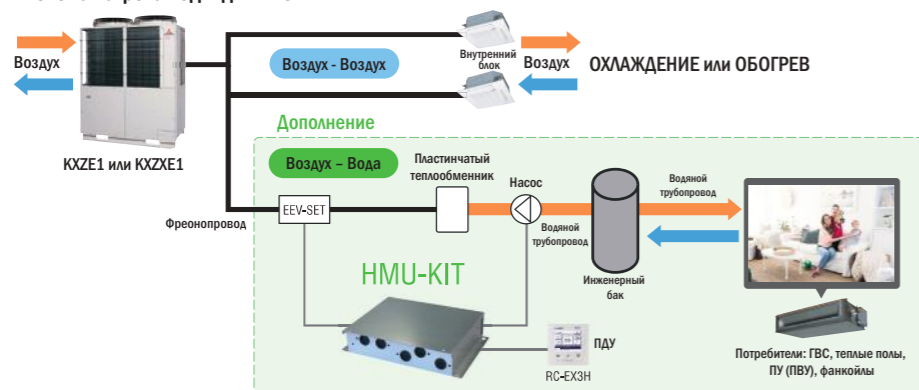 Воздух
KXZE1 или KXZXE1
Воздух - Воздух
Внутренний
блок
Воздух
ОХЛАЖДЕНИЕ или ОБОГРЕВ
Дополнение
Воздух – Вода
Пластинчатый
теплообменник
Насос
Водяной
трубопровод
Фреонопровод
EEV-SET
Водяной
трубопровод
Инженерный
бак
HMU-KIT
ПДУ
RC-EX3H
Потребители: ГВС, теплые полы,
ПУ (ПВУ), фанкойлы